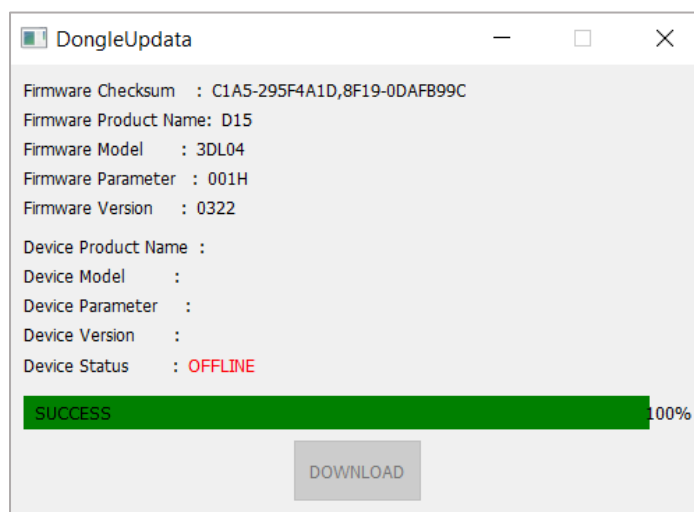 DongleUpdata
Firmware Checksum : C1A5-295F4A1D,8F19-0DAFB99C
Firmware Product Name: D15
Firmware Model : 3DL04
Firmware Parameter : 001H
Firmware Version : 0322
Device Product Name :
Device Model :
Device Parameter :
Device Version :
Device Status : OFFLINE
SUCCESS 100%
DOWNLOAD